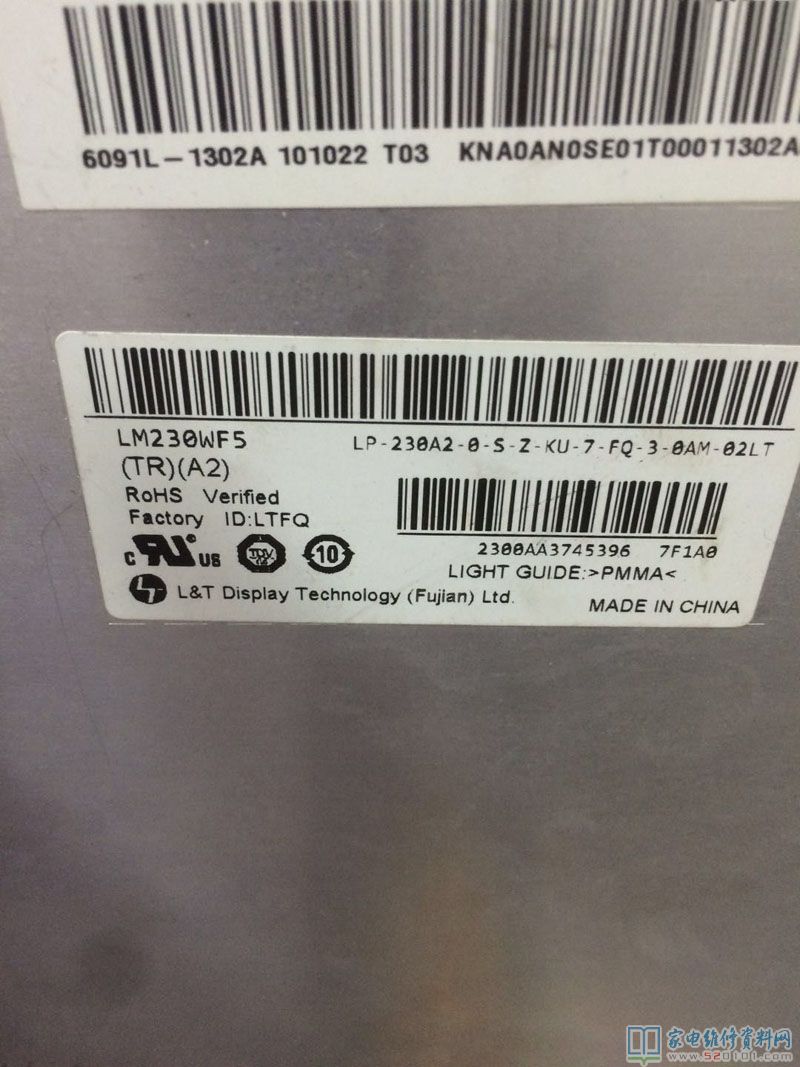 6091L-1302A 101022 T03 KNA0AN0SE01T00011302A
LM230WF5
LP-230A2-0-S-Z-KU-7-FQ-3-0AM-02LT
(TR)(A2)
RoHS Verified
Factory ID:LTFQ
c RU US
TDV
10
2300AA3745396 7F1A0
LIGHT GUIDE:>PMMA<
L&T Display Technology (Fujian) Ltd.
MADE IN CHINA
家电维修资料网
www.520101.com